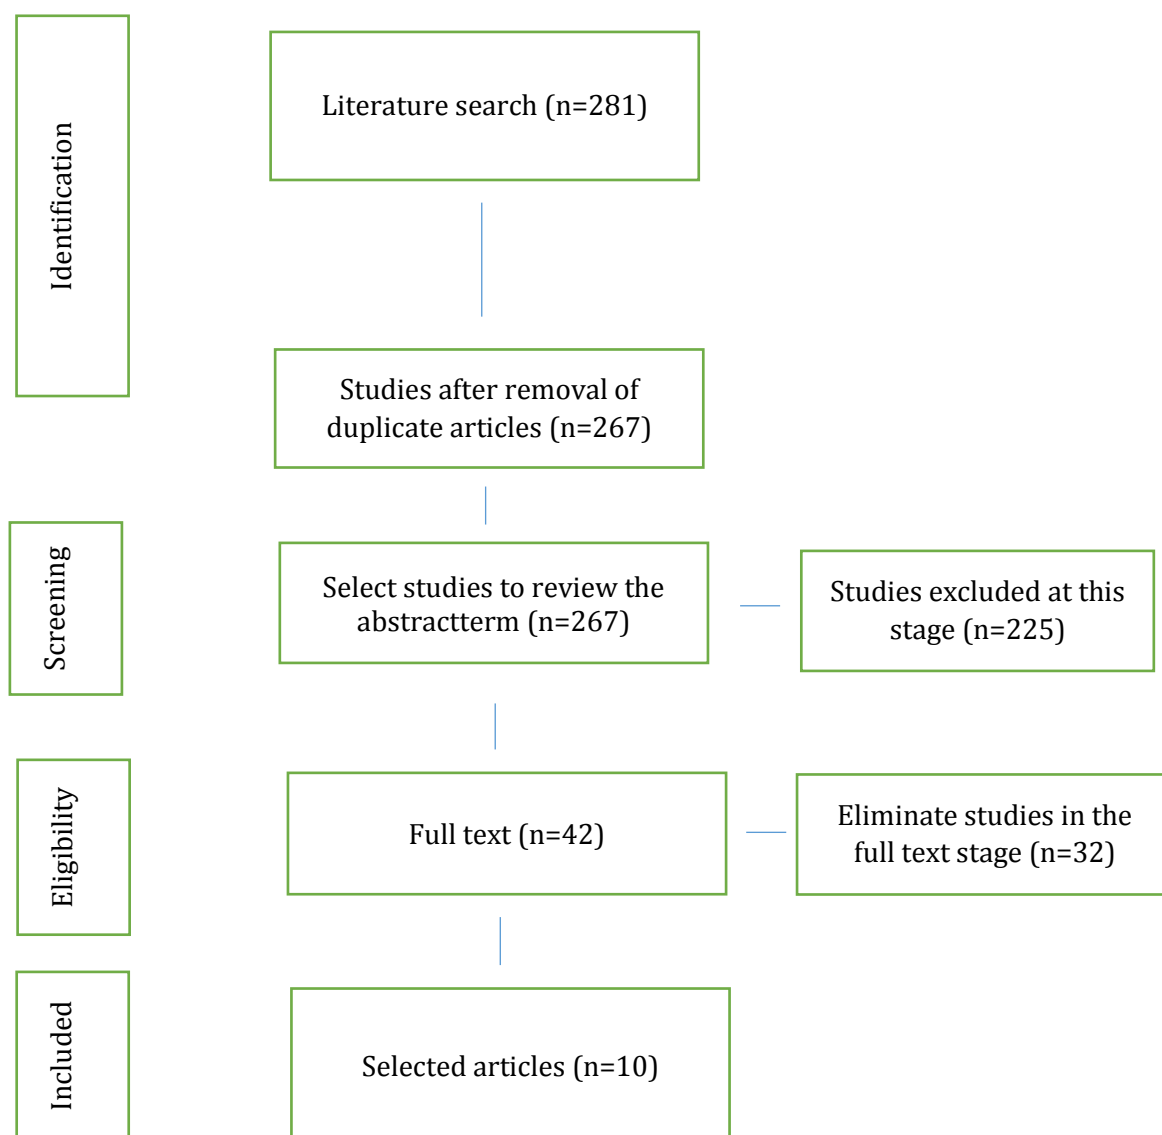 Identification
Literature search (n=281)
Studies after removal of
duplicate articles (n=267)
Screening
Select studies to review the
abstractterm (n=267)
Studies excluded at this
stage (n=225)
Eligibility
Full text (n=42)
Eliminate studies in the
full text stage (n=32)
Included
Selected articles (n=10)